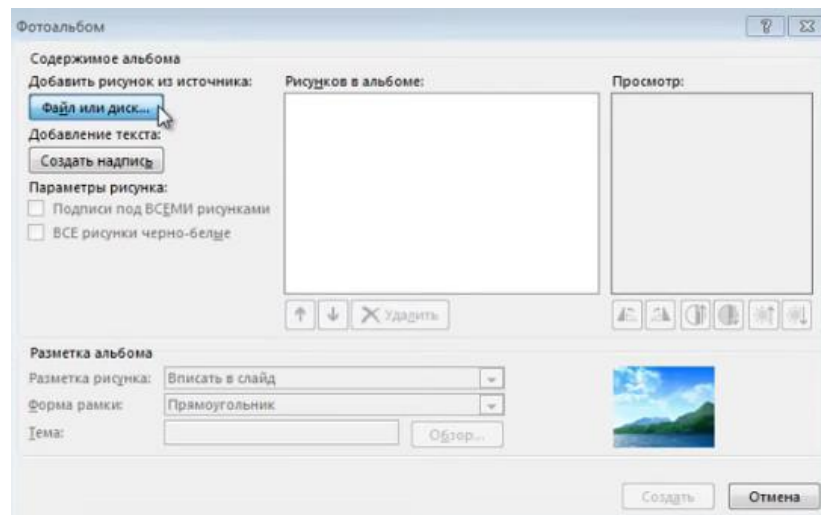 Фотоальбом
Содержимое альбома
Добавить рисунок из источника:
Рисунков в альбоме:
Просмотр:
Файл или диск...
Добавление текста:
Создать надпись
Параметры рисунка:
Подписи под ВСЕМИ рисунками
ВСЕ рисунки черно-белые
Удалить
Разметка альбома
Разметка рисунка: Вписать в слайд
Форма рамки: Прямоугольник
Тема: Обзор...
Создать Отмена